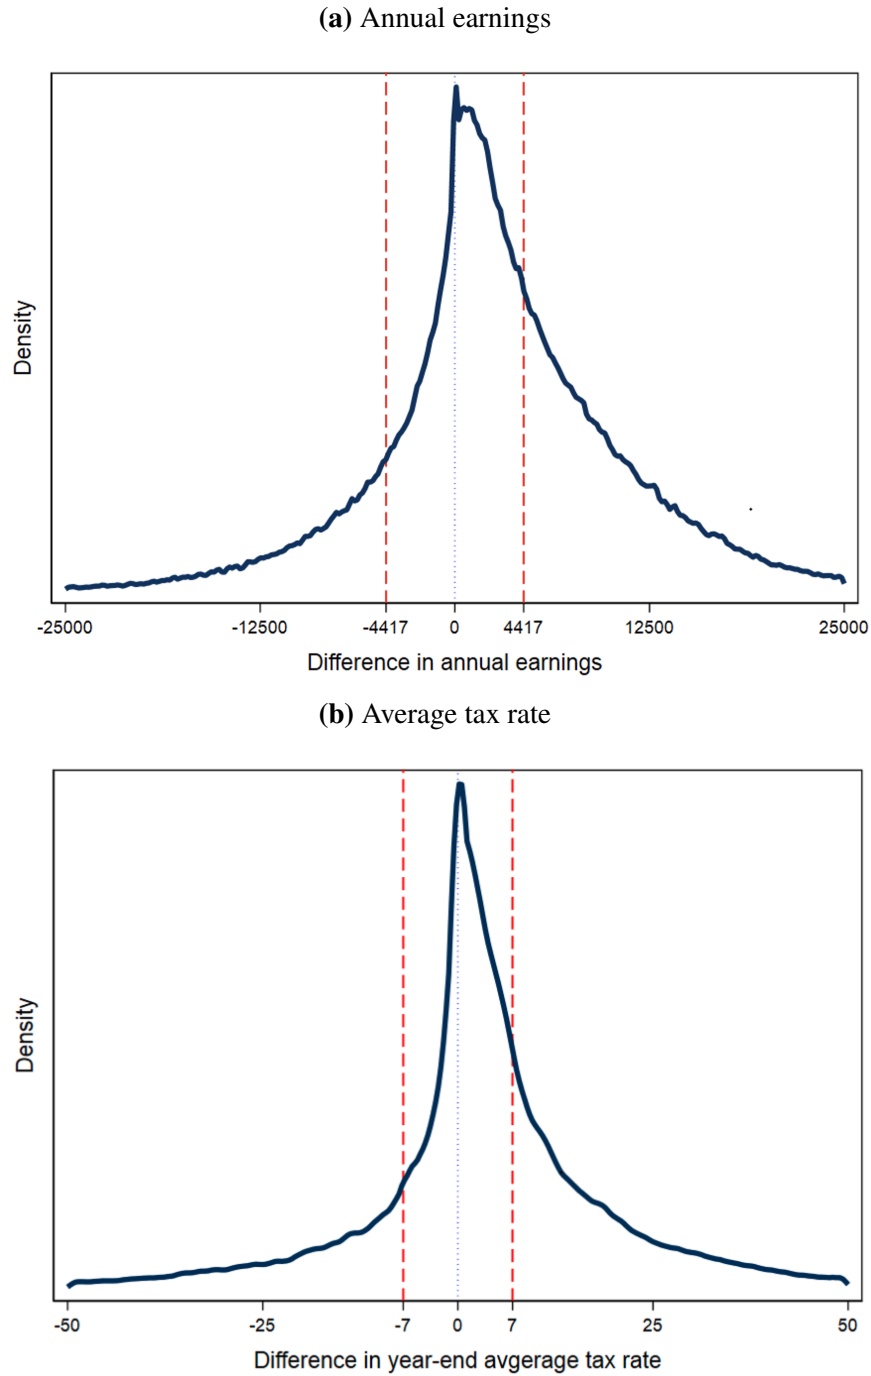 (a) Annual earnings
Density
-25000 -12500 -4417 0 4417 12500 25000
Difference in annual earnings
(b) Average tax rate
Density
-50 -25 -7 0 7 25 50
Difference in year-end avgerage tax rate